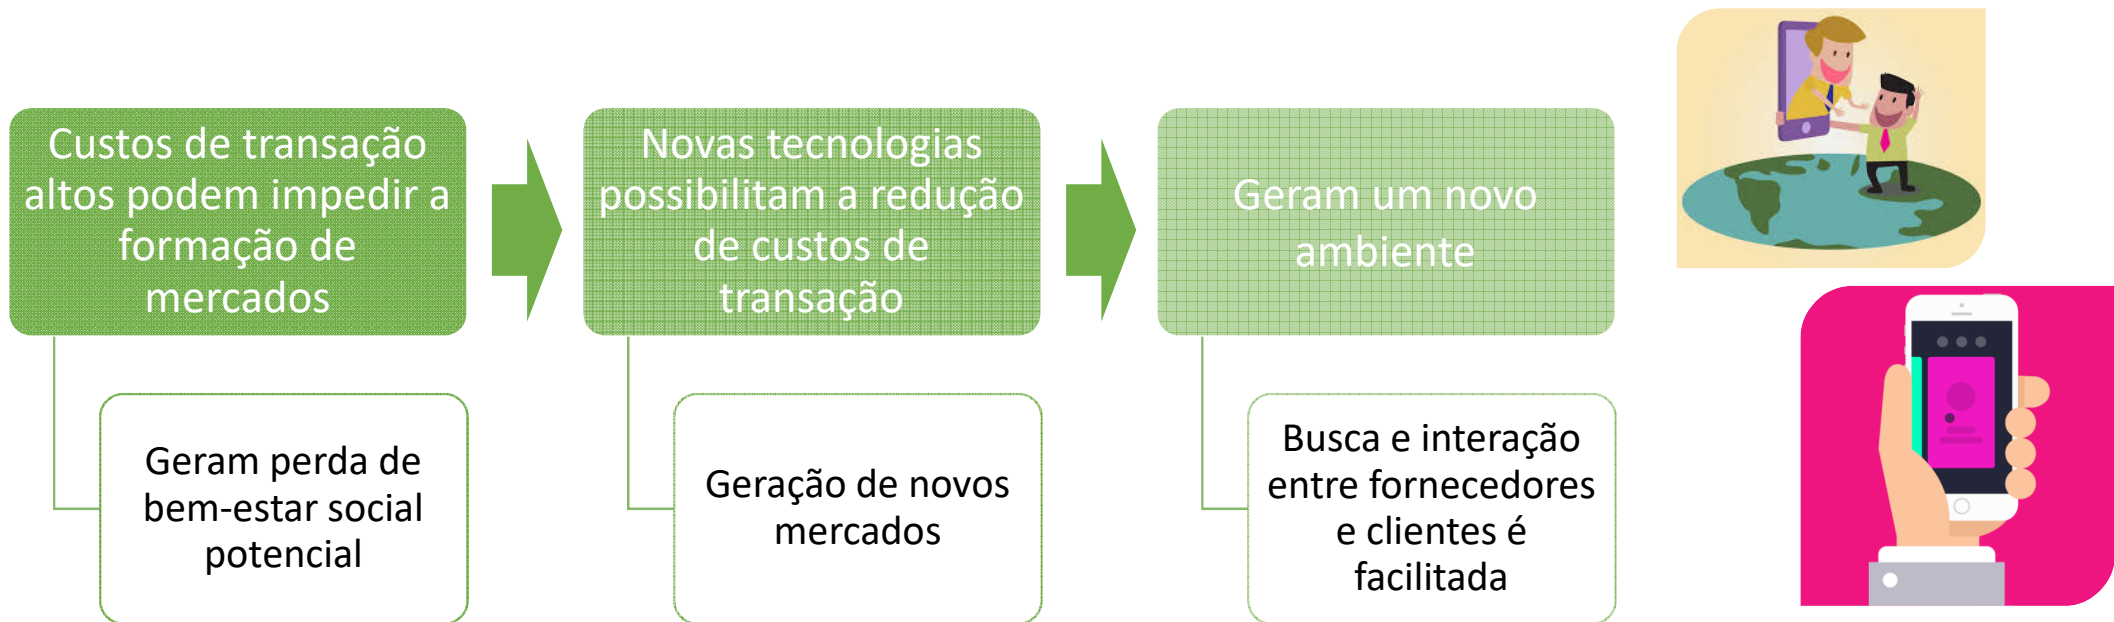 Custos de transação
altos podem impedir a
formação de
mercados
Geram perda de
bem-estar social
potencial
Novas tecnologias
possibilitam a redução
de custos de
transação
Geração de novos
mercados
Geram um novo
ambiente
Busca e interação
entre fornecedores
e clientes é
facilitada